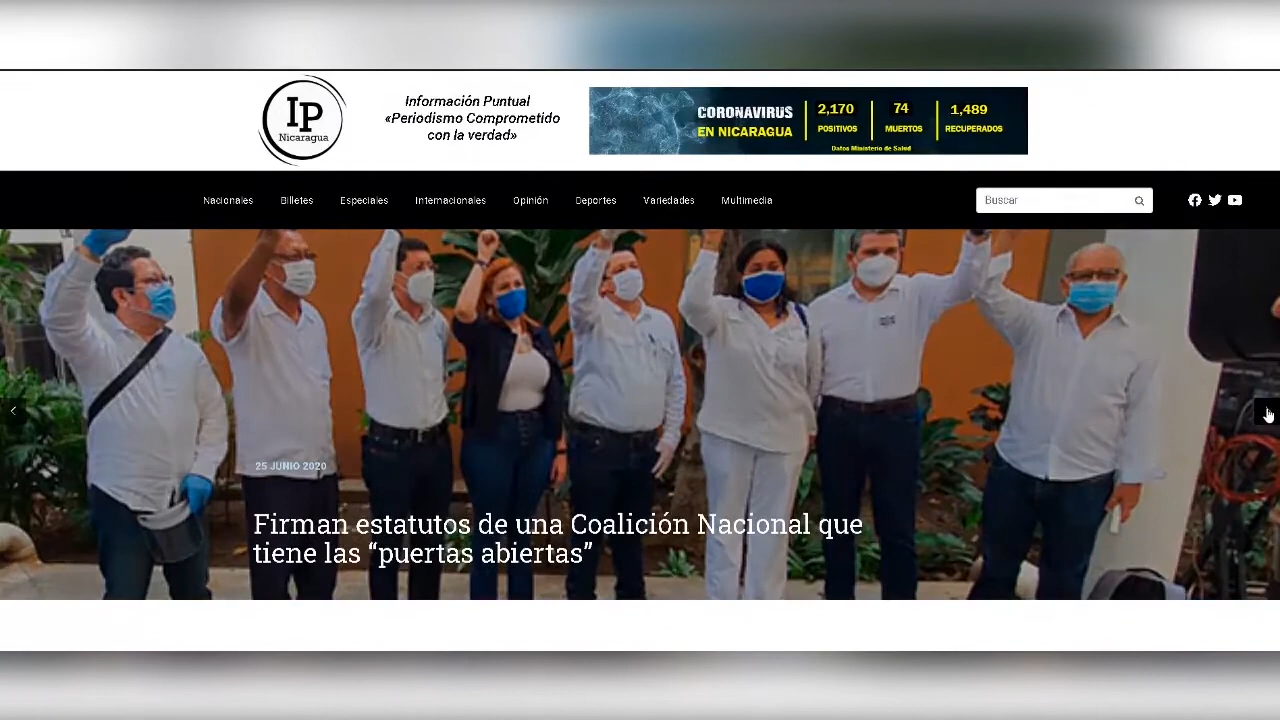 IP
Nicaragua
Información Puntual
«Periodismo Comprometido
con la verdad»
CORONAVIRUS
EN NICARAGUA
2,170
POSITIVOS
74
MUERTOS
1,489
RECUPERADOS
Datos Ministerio de Salud
Nacionales Billetes Especiales Internacionales Opinión Deportes Variedades Multimedia
Buscar
25 JUNIO 2020
Firman estatutos de una Coalición Nacional que
tiene las “puertas abiertas”